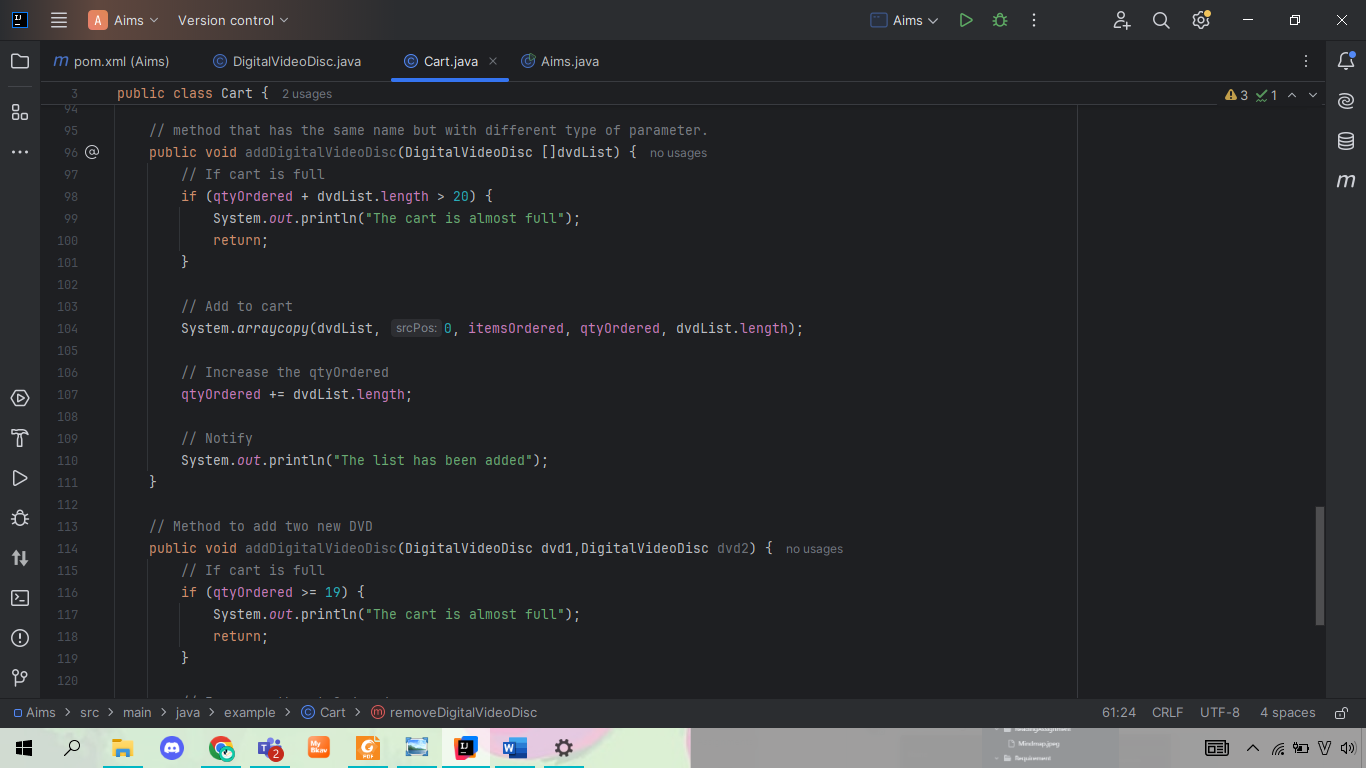 A Aims Version control Aims
pom.xml (Aims) DigitalVideoDisc.java Cart.java Aims.java
3 public class Cart { 2 usages
3 1
94
95 // method that has the same name but with different type of parameter.
96 public void addDigitalVideoDisc(DigitalVideoDisc []dvdList) { no usages
97 // If cart is full
98 if (qtyOrdered + dvdList.length > 20) {
99 System.out.println("The cart is almost full");
100 return;
101 }
102
103 // Add to cart
104 System.arraycopy(dvdList, srcPos: 0, itemsOrdered, qtyOrdered, dvdList.length);
105
106 // Increase the qtyOrdered
107 qtyOrdered += dvdList.length;
108
109 // Notify
110 System.out.println("The list has been added");
111 }
112
113 // Method to add two new DVD
114 public void addDigitalVideoDisc(DigitalVideoDisc dvd1,DigitalVideoDisc dvd2) { no usages
115 // If cart is full
116 if (qtyOrdered >= 19) {
117 System.out.println("The cart is almost full");
118 return;
119 }
120
Aims > src > main > java > example > Cart > removeDigitalVideoDisc 61:24 CRLF UTF-8 4 spaces
Mindmap.jpeg
Requirement